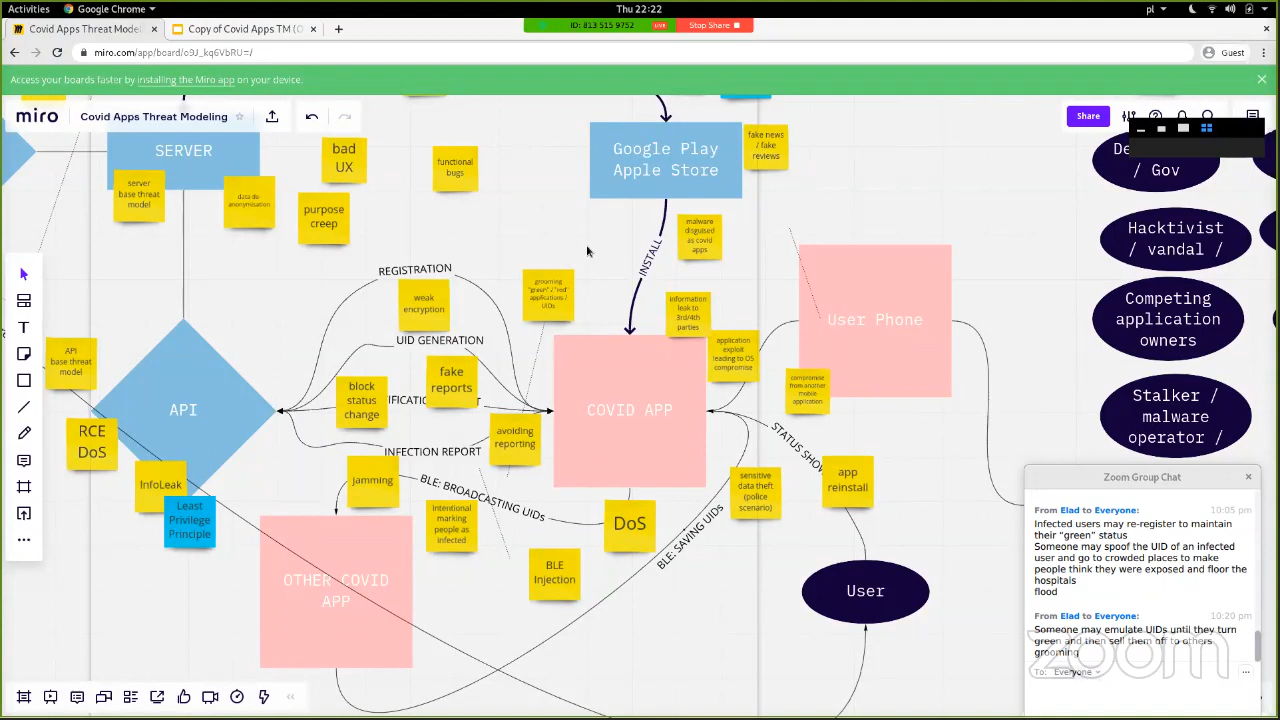 Activities
Google Chrome
Thu 22:22
pl
Covid Apps Threat Model
Copy of Covid Apps TM (O
ID: 813 515 9752
LIVE
Stop Share
miro.com/app/board/o9J_kq6VbRU=/
Guest
Access your boards faster by installing the Miro app on your device.
miro
Covid Apps Threat Modeling
Share
SERVER
server
base threat
model
data de-
anonymisation
bad
UX
purpose
creep
functional
bugs
Google Play
Apple Store
fake news
/ fake
reviews
malware
disguised
as covid
apps
INSTALL
/ Gov
Hacktivist
/ vandal /
Competing
application
owners
Stalker /
malware
operator /
REGISTRATION
weak
encryption
grooming
"green" / "red"
applications /
UIDs
information
leak to
3rd/4th
parties
application
exploit
leading to OS
compromise
User Phone
compromise
from another
mobile
application
UID GENERATION
API
base threat
model
block
status
change
fake
reports
API
COVID APP
RCE
DoS
INFECTION REPORT
avoiding
reporting
InfoLeak
Least
Privilege
Principle
jamming
BLE: BROADCASTING UIDs
intentional
marking
people as
infected
DoS
BLE
Injection
BLE: SAVING UIDs
sensitive
data theft
(police
scenario)
app
reinstall
OTHER COVID
APP
User
Zoom Group Chat
From Elad to Everyone:
10:05 pm
Infected users may re-register to maintain
their "green" status
Someone may spoof the UID of an infected
user and go to crowded places to make
people think they were exposed and floor the
hospitals
flood
From Elad to Everyone:
10:20 pm
Someone may emulate UIDs until they turn
green and then sell them off to others
grooming
To: Everyone
zoom